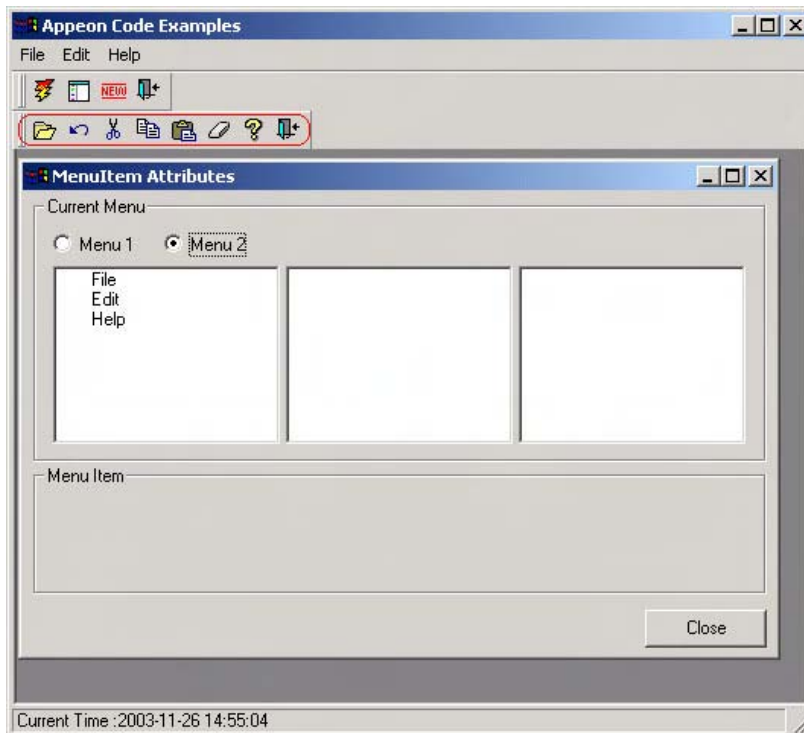 Appeon Code Examples
File Edit Help
NEW
MenuItem Attributes
Current Menu
Menu 1 Menu 2
File
Edit
Help
Menu Item
Close
Current Time :2003-11-26 14:55:04